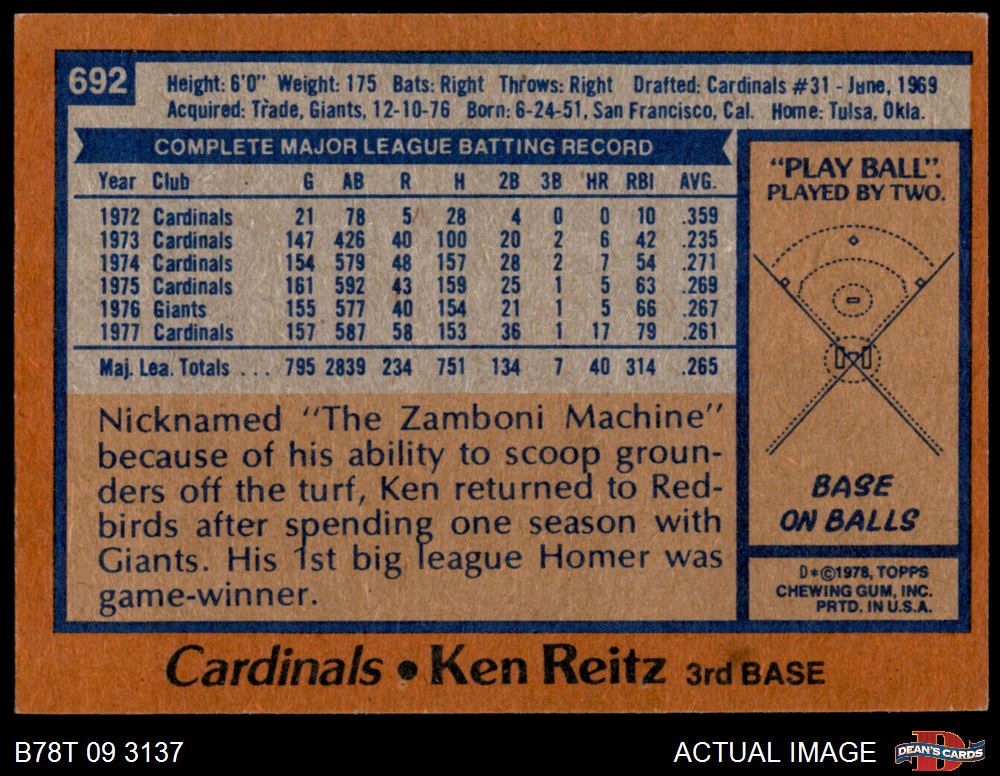 692
Height: 6'0" Weight: 175 Bats: Right Throws: Right Drafted: Cardinals #31 - June, 1969
Acquired: Trade, Giants, 12-10-76 Born: 6-24-51, San Francisco, Cal. Home: Tulsa, Okla.
COMPLETE MAJOR LEAGUE BATTING RECORD
Year Club G AB R H 2B 3B HR RBI AVG.
1972 Cardinals 21 78 5 28 4 0 0 10 .359
1973 Cardinals 147 426 40 100 20 2 6 42 .235
1974 Cardinals 154 579 48 157 28 2 7 54 .271
1975 Cardinals 161 592 43 159 25 1 5 63 .269
1976 Giants 155 577 40 154 21 1 5 66 .267
1977 Cardinals 157 587 58 153 36 1 17 79 .261
Maj. Lea. Totals . . . 795 2839 234 751 134 7 40 314 .265
Nicknamed "The Zamboni Machine"
because of his ability to scoop groun-
ders off the turf, Ken returned to Red-
birds after spending one season with
Giants. His 1st big league Homer was
game-winner.
"PLAY BALL":
PLAYED BY TWO.
BASE
ON BALLS
D*©1978, TOPPS
CHEWING GUM, INC.
PRTD. IN U.S.A.
Cardinals • Ken Reitz 3rd BASE
B78T 09 3137
ACTUAL IMAGE
DEAN'S CARDS